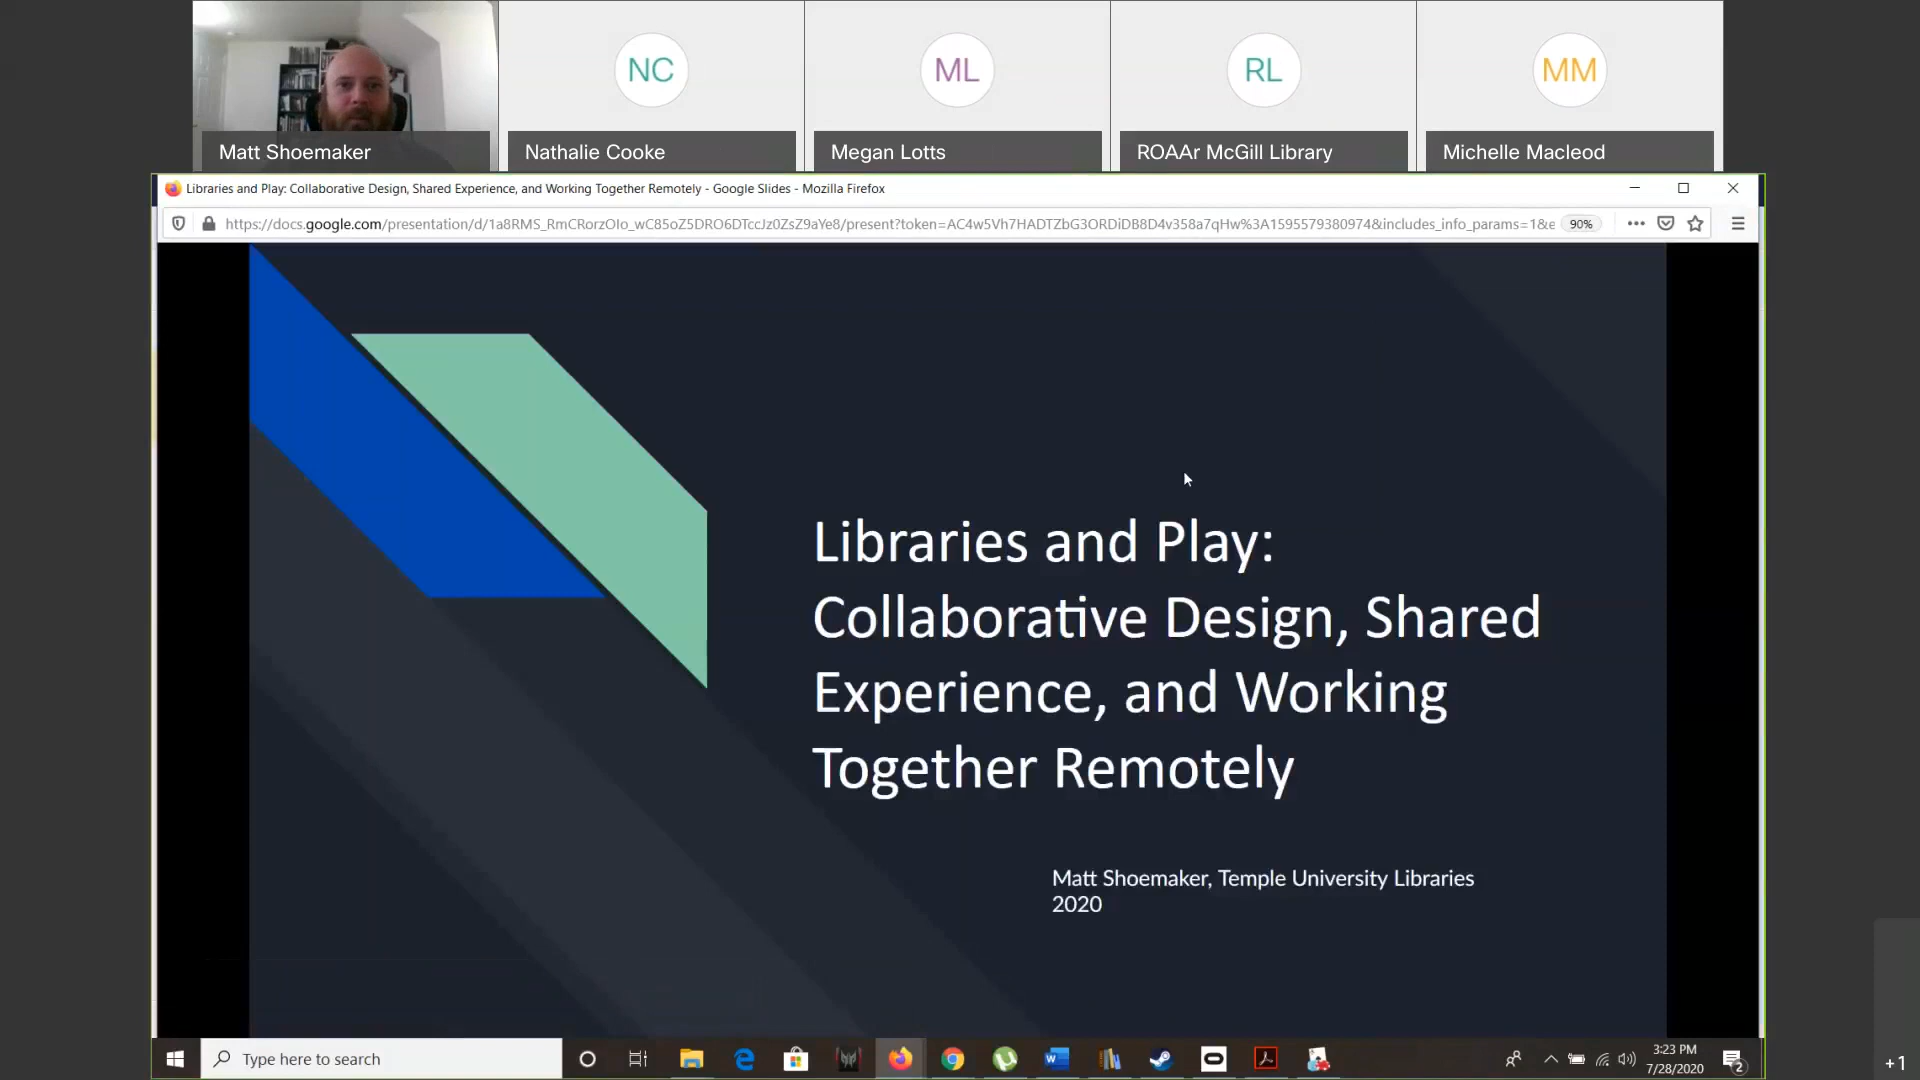 NC
ML
RL
MM
Matt Shoemaker
Nathalie Cooke
Megan Lotts
ROAAr McGill Library
Michelle Macleod
Libraries and Play: Collaborative Design, Shared Experience, and Working Together Remotely - Google Slides - Mozilla Firefox
https://docs.google.com/presentation/d/1a8RMS_RmCRorzOIo_wC85oZ5DRO6DTccJz0ZsZ9aYe8/present?token=AC4w5Vh7HADTZbG3ORDiDB8D4v358a7qHw%3A1595579380974&includes_info_params=1&e
90%
Libraries and Play:
Collaborative Design, Shared
Experience, and Working
Together Remotely
Matt Shoemaker, Temple University Libraries
2020
Type here to search
3:23 PM
7/28/2020
2
+1